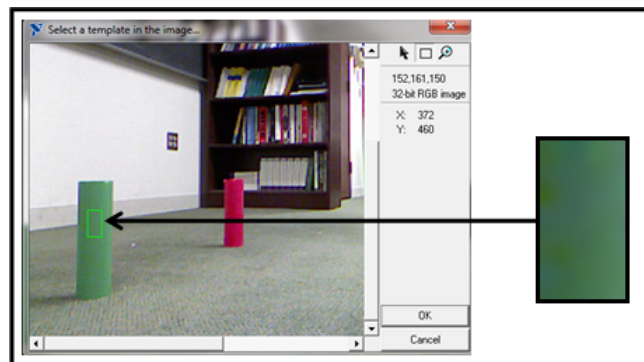 Select a template in the image...
152,161,150
32-bit RGB image
X: 372
Y: 460
OK
Cancel